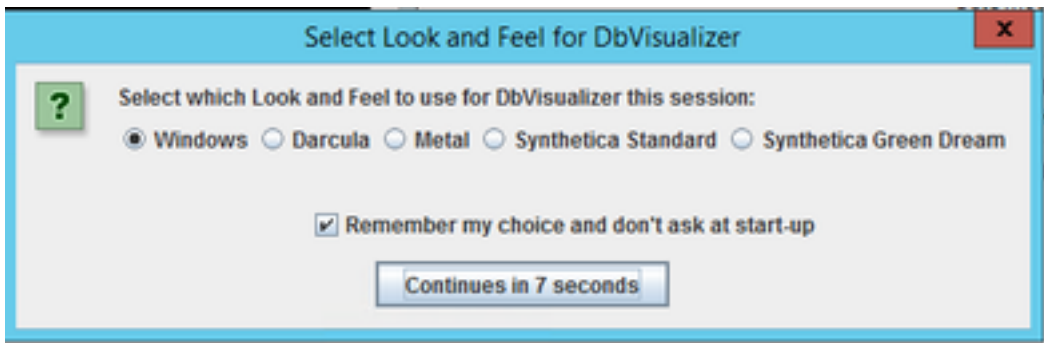 Select Look and Feel for DbVisualizer
x
?
Select which Look and Feel to use for DbVisualizer this session:
Windows Darcula Metal Synthetica Standard Synthetica Green Dream
Remember my choice and don't ask at start-up
Continues in 7 seconds